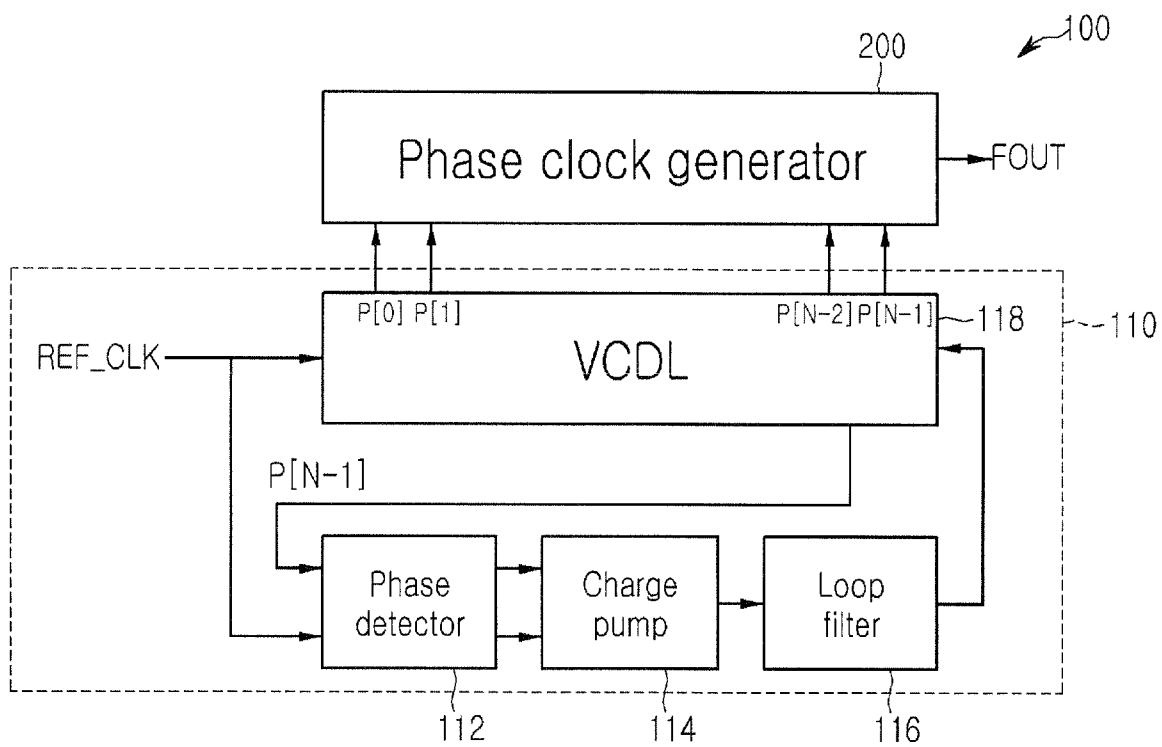 100
200
Phase clock generator
FOUT
P[0] P[1] P[N-2] P[N-1]
118
110
REF_CLK
VCDL
P[N-1]
Phase
detector
Charge
pump
Loop
filter
112
114
116